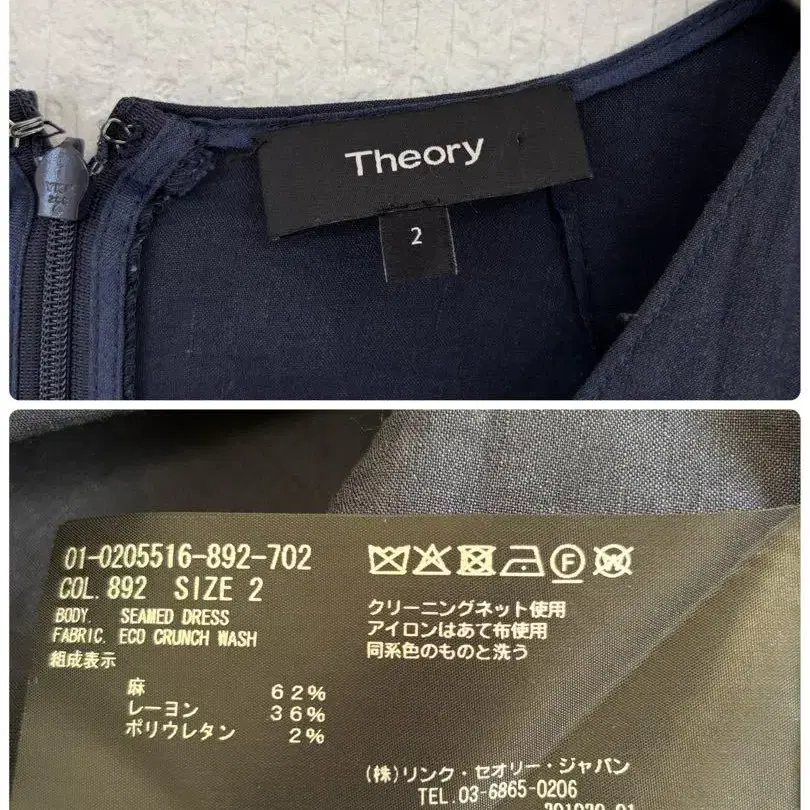 Theory
2
YKK
01-0205516-892-702
COL. 892 SIZE 2
BODY. SEAMED DRESS
FABRIC. ECO CRUNCH WASH
組成表示
麻 62%
レーヨン 36%
ポリウレタン 2%
F W
クリーニングネット使用
アイロンはあて布使用
同系色のものと洗う
(株)リンク・セオリー・ジャパン
TEL.03-6865-0206